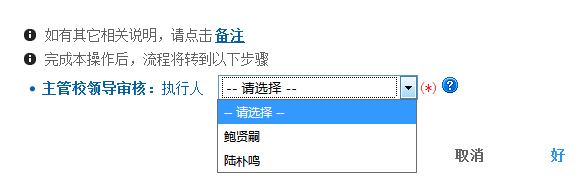 如有其它相关说明，请点击备注
完成本操作后，流程将转到以下步骤
• 主管校领导审核：执行人 -- 请选择 -- (*)
-- 请选择 --
鲍贤嗣
陆朴鸣
取消 好